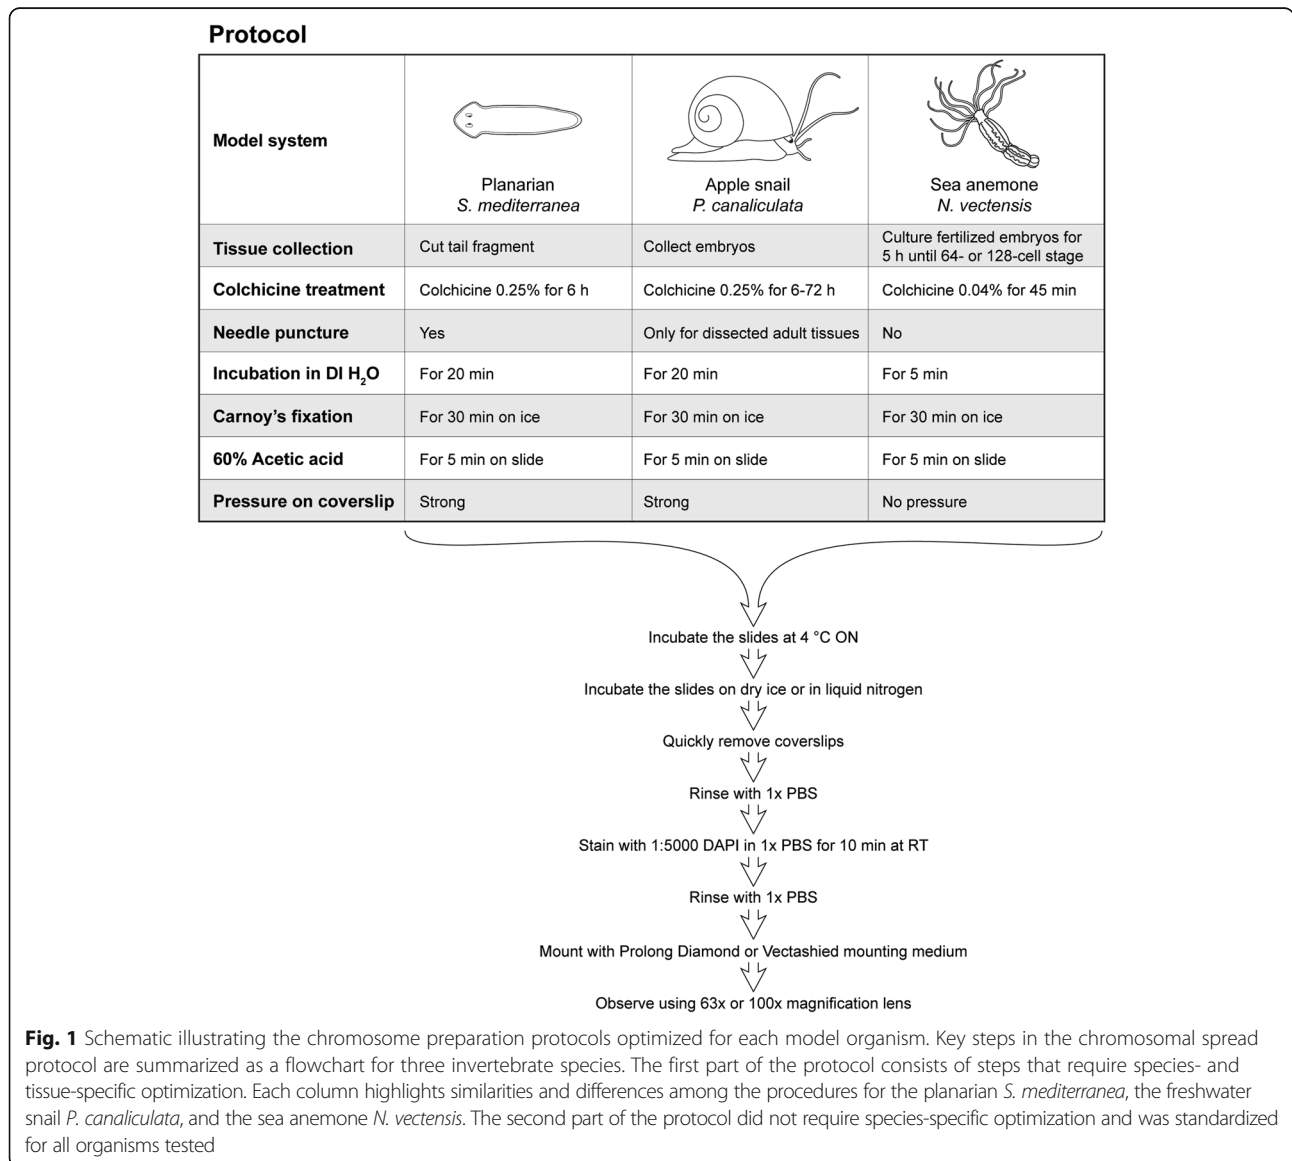 Protocol
Model system
Planarian
S. mediterranea
Apple snail
P. canaliculata
Sea anemone
N. vectensis
Tissue collection
Cut tail fragment
Collect embryos
Culture fertilized embryos for
5 h until 64- or 128-cell stage
Colchicine treatment
Colchicine 0.25% for 6 h
Colchicine 0.25% for 6-72 h
Colchicine 0.04% for 45 min
Needle puncture
Yes
Only for dissected adult tissues
No
Incubation in DI H₂O
For 20 min
For 20 min
For 5 min
Carnoy's fixation
For 30 min on ice
For 30 min on ice
For 30 min on ice
60% Acetic acid
For 5 min on slide
For 5 min on slide
For 5 min on slide
Pressure on coverslip
Strong
Strong
No pressure
Incubate the slides at 4 °C ON
Incubate the slides on dry ice or in liquid nitrogen
Quickly remove coverslips
Rinse with 1x PBS
Stain with 1:5000 DAPI in 1x PBS for 10 min at RT
Rinse with 1x PBS
Mount with Prolong Diamond or Vectashied mounting medium
Observe using 63x or 100x magnification lens
Fig. 1 Schematic illustrating the chromosome preparation protocols optimized for each model organism. Key steps in the chromosomal spread
protocol are summarized as a flowchart for three invertebrate species. The first part of the protocol consists of steps that require species- and
tissue-specific optimization. Each column highlights similarities and differences among the procedures for the planarian S. mediterranea, the freshwater
snail P. canaliculata, and the sea anemone N. vectensis. The second part of the protocol did not require species-specific optimization and was standardized
for all organisms tested